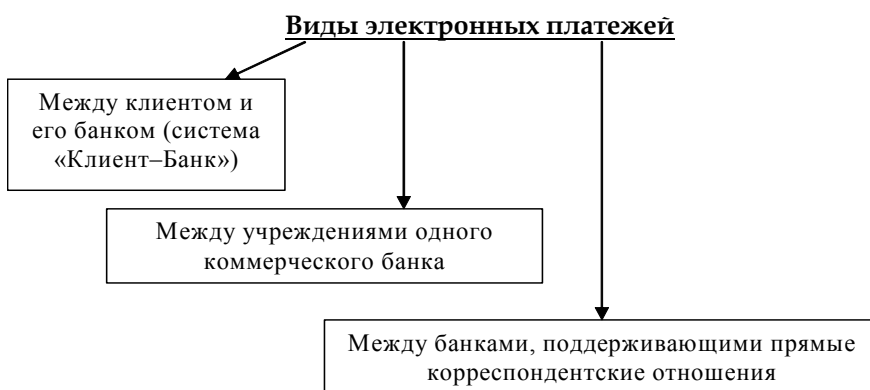 Виды электронных платежей
Между клиентом и
его банком (система
«Клиент–Банк»)
Между учреждениями одного
коммерческого банка
Между банками, поддерживающими прямые
корреспондентские отношения